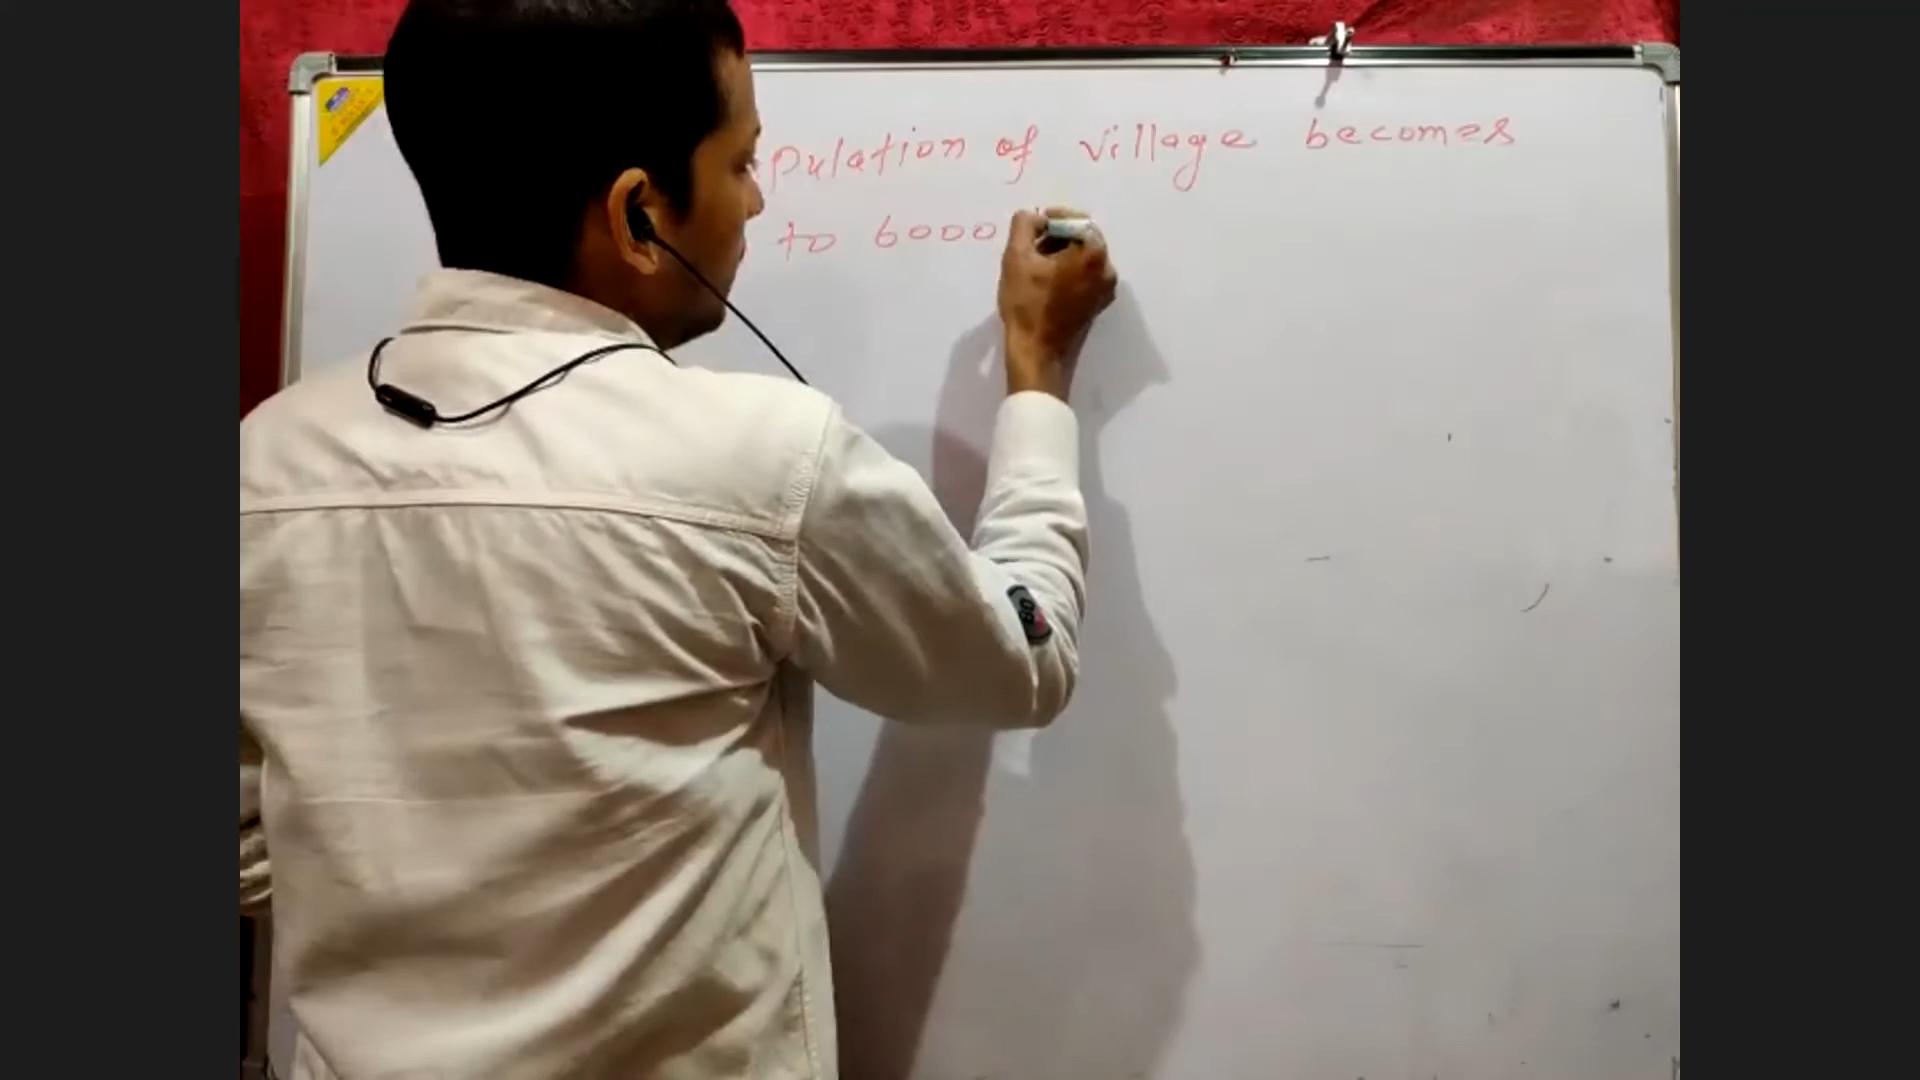 pulation of village becomes
to 6000